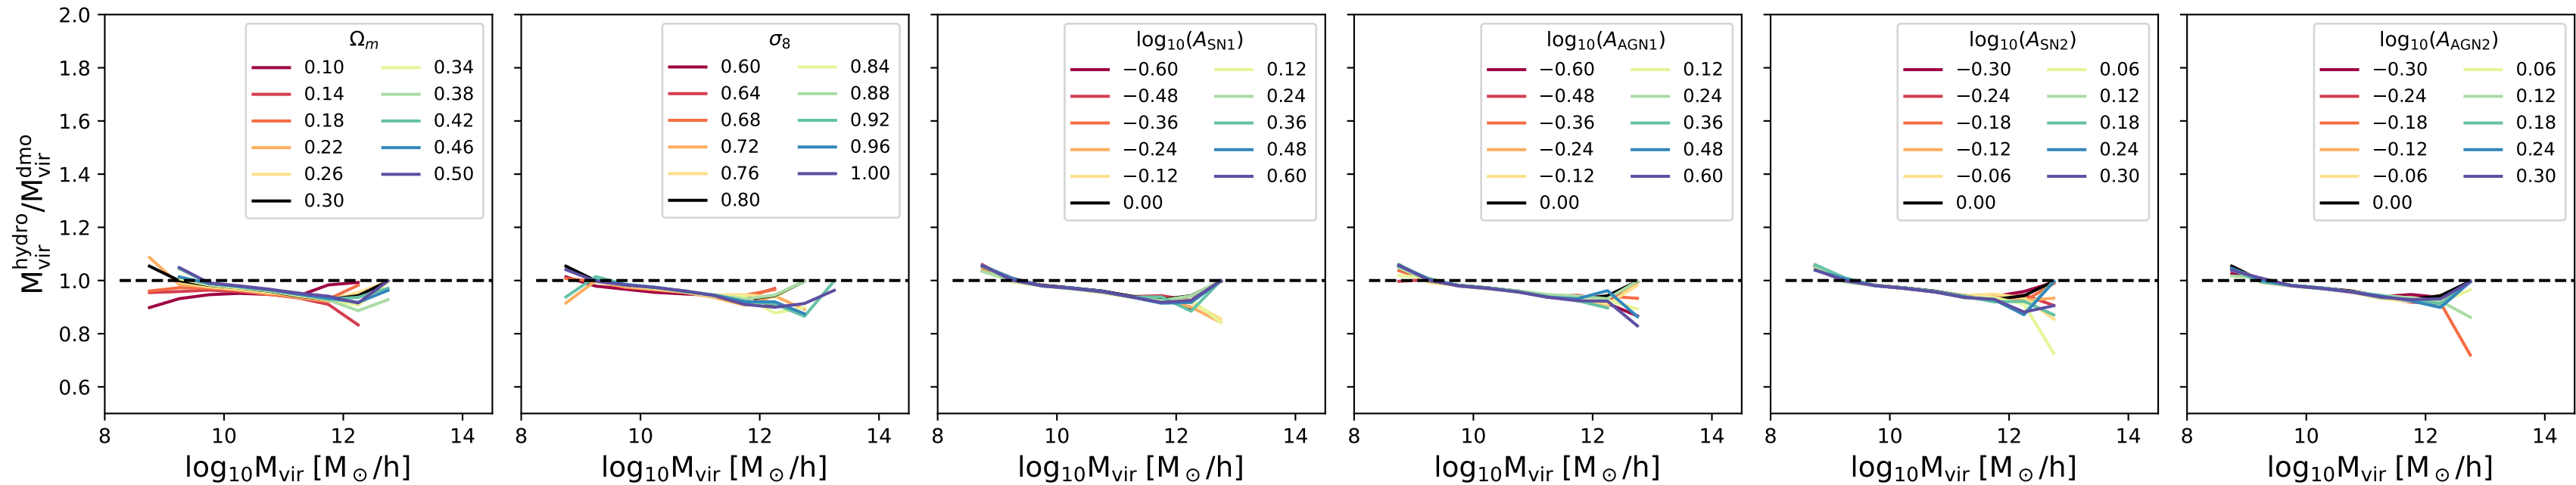 M_vir^hydro/M_vir^dmo
2.0
1.8
1.6
1.4
1.2
1.0
0.8
0.6
Ω_m
0.10 0.34
0.14 0.38
0.18 0.42
0.22 0.46
0.26 0.50
0.30
8 10 12 14
log₁₀M_vir [M_⊙/h]
σ₈
0.60 0.84
0.64 0.88
0.68 0.92
0.72 0.96
0.76 1.00
0.80
8 10 12 14
log₁₀M_vir [M_⊙/h]
log₁₀(A_SN1)
−0.60 0.12
−0.48 0.24
−0.36 0.36
−0.24 0.48
−0.12 0.60
0.00
8 10 12 14
log₁₀M_vir [M_⊙/h]
log₁₀(A_AGN1)
−0.60 0.12
−0.48 0.24
−0.36 0.36
−0.24 0.48
−0.12 0.60
0.00
8 10 12 14
log₁₀M_vir [M_⊙/h]
log₁₀(A_SN2)
−0.30 0.06
−0.24 0.12
−0.18 0.18
−0.12 0.24
−0.06 0.30
0.00
8 10 12 14
log₁₀M_vir [M_⊙/h]
log₁₀(A_AGN2)
−0.30 0.06
−0.24 0.12
−0.18 0.18
−0.12 0.24
−0.06 0.30
0.00
8 10 12 14
log₁₀M_vir [M_⊙/h]